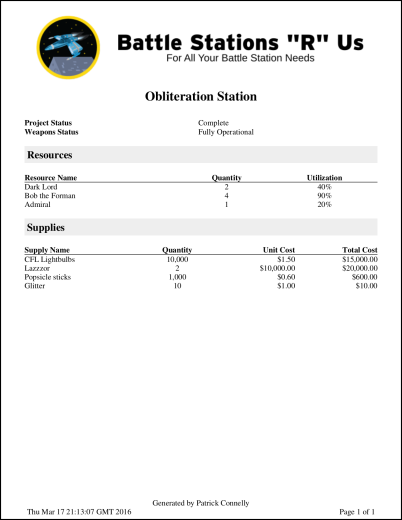 Battle Stations "R" Us
For All Your Battle Station Needs
Obliteration Station
Project Status Complete
Weapons Status Fully Operational
Resources
Resource Name Quantity Utilization
Dark Lord 2 40%
Bob the Forman 4 90%
Admiral 1 20%
Supplies
Supply Name Quantity Unit Cost Total Cost
CFL Lightbulbs 10,000 $1.50 $15,000.00
Lazzzor 2 $10,000.00 $20,000.00
Popsicle sticks 1,000 $0.60 $600.00
Glitter 10 $1.00 $10.00
Generated by Patrick Connelly
Thu Mar 17 21:13:07 GMT 2016 Page 1 of 1